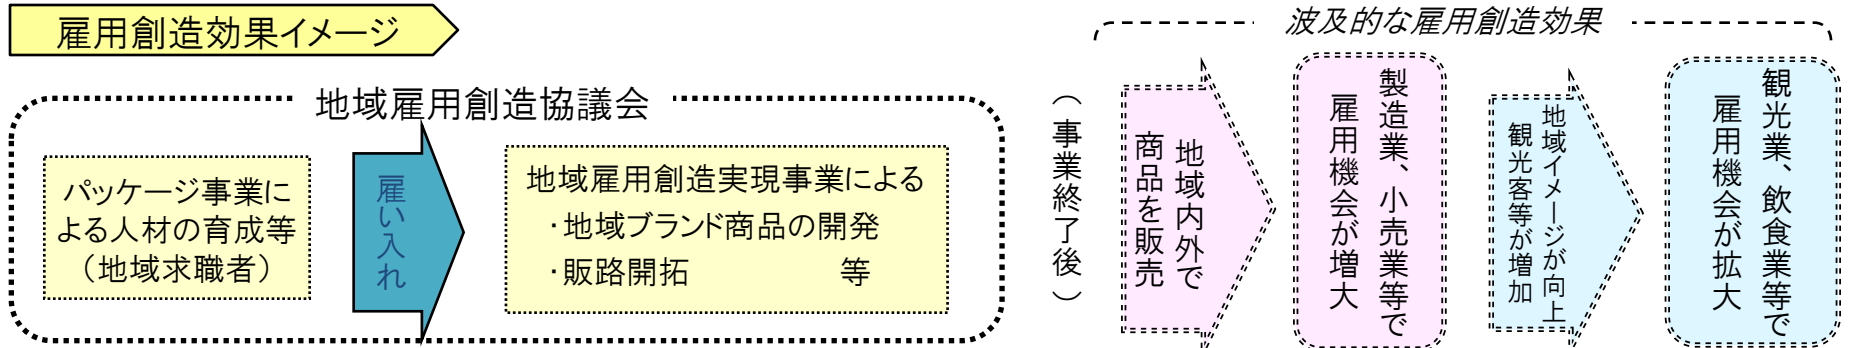 雇用創造効果イメージ
波及的な雇用創造効果
地域雇用創造協議会
パッケージ事業に
よる人材の育成等
（地域求職者）
雇い入れ
地域雇用創造実現事業による
・地域ブランド商品の開発
・販路開拓　　　　　等
（事業終了後）
地域内外で
商品を販売
製造業、小売業等で
雇用機会が増大
地域イメージが向上
観光客等が増加
観光業、飲食業等で
雇用機会が拡大